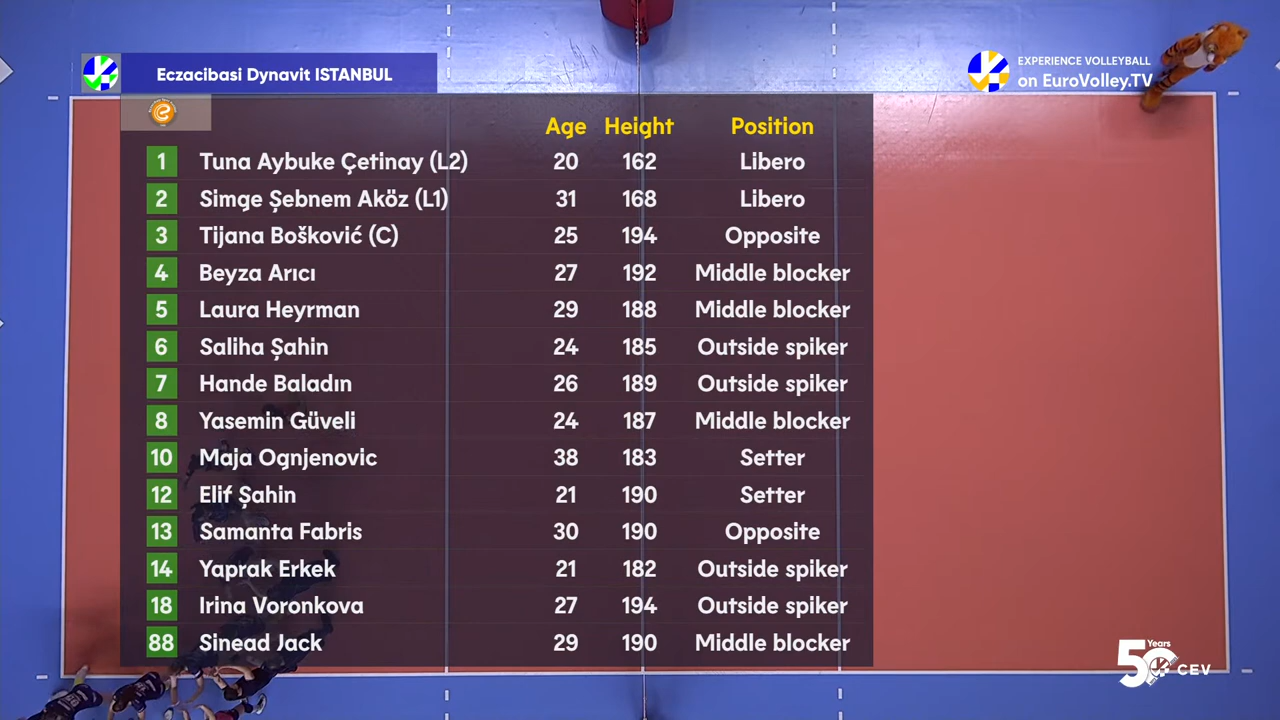 Eczacibasi Dynavit ISTANBUL
EXPERIENCE VOLLEYBALL
on EuroVolley.TV
Age Height Position
1 Tuna Aybuke Çetinay (L2) 20 162 Libero
2 Simge Şebnem Aköz (L1) 31 168 Libero
3 Tijana Bošković (C) 25 194 Opposite
4 Beyza Arıcı 27 192 Middle blocker
5 Laura Heyrman 29 188 Middle blocker
6 Saliha Şahin 24 185 Outside spiker
7 Hande Baladın 26 189 Outside spiker
8 Yasemin Güveli 24 187 Middle blocker
10 Maja Ognjenovic 38 183 Setter
12 Elif Şahin 21 190 Setter
13 Samanta Fabris 30 190 Opposite
14 Yaprak Erkek 21 182 Outside spiker
18 Irina Voronkova 27 194 Outside spiker
88 Sinead Jack 29 190 Middle blocker
50 Years CEV